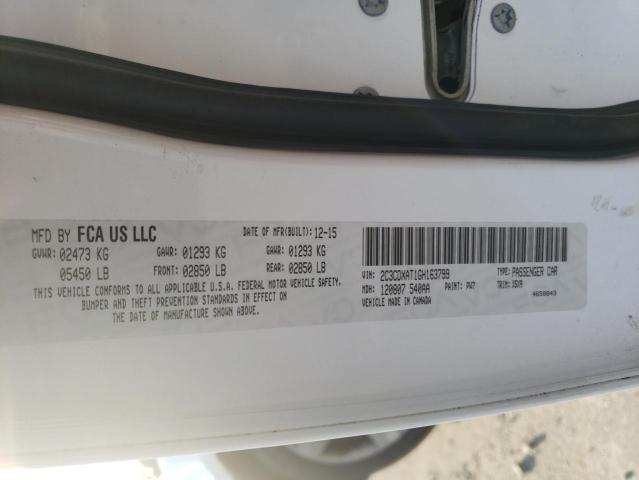 MFD BY FCA US LLC DATE OF MFR(BUILT): 12-15
GVWR: 02473 KG GAWR: 01293 KG GAWR: 01293 KG
05450 LB FRONT: 02850 LB REAR: 02850 LB
THIS VEHICLE CONFORMS TO ALL APPLICABLE U.S.A. FEDERAL MOTOR VEHICLE SAFETY,
BUMPER AND THEFT PREVENTION STANDARDS IN EFFECT ON
THE DATE OF MANUFACTURE SHOWN ABOVE.
VIN: 2C3CDXAT1GH163799 TYPE: PASSENGER CAR
MDH: 120807 540AA PAINT: PW7 TRIM: X5X9
VEHICLE MADE IN CANADA 4658843